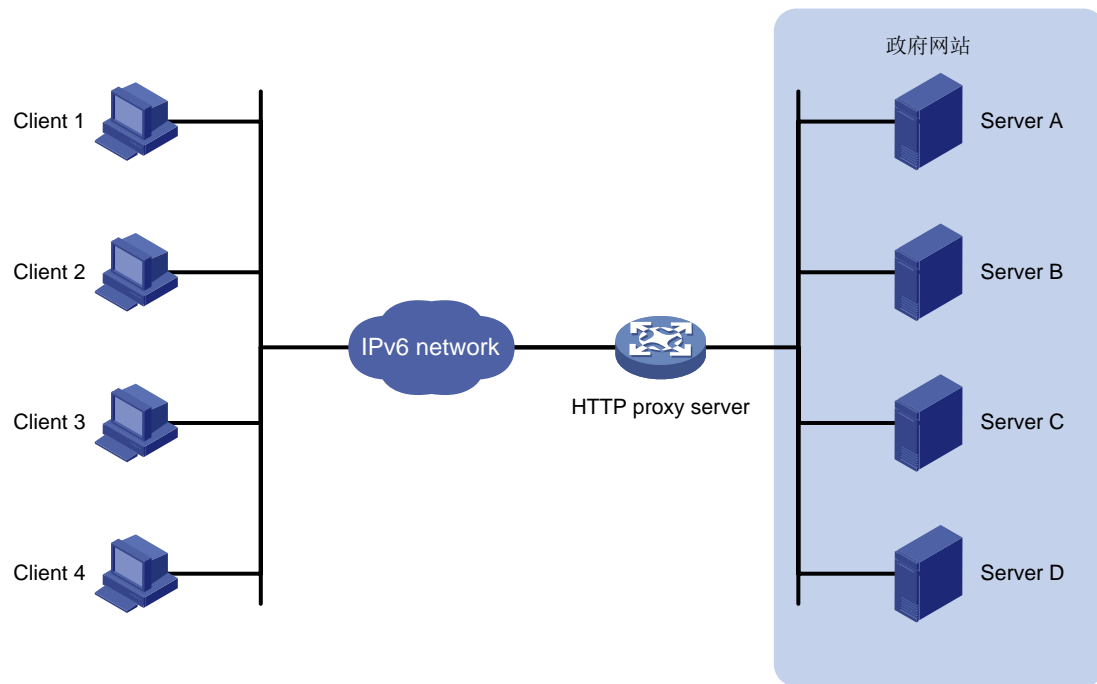 政府网站
Client 1
Server A
Client 2
Server B
IPv6 network
HTTP proxy server
Client 3
Server C
Client 4
Server D